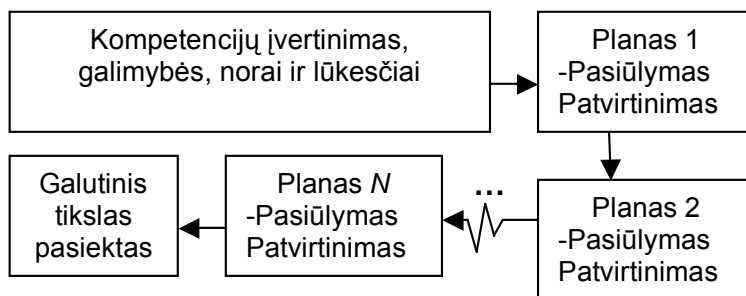 Kompetencijų įvertinimas,
galimybės, norai ir lūkesčiai
Planas 1
-Pasiūlymas
Patvirtinimas
Planas 2
-Pasiūlymas
Patvirtinimas
...
Planas N
-Pasiūlymas
Patvirtinimas
Galutinis
tikslas
pasiektas